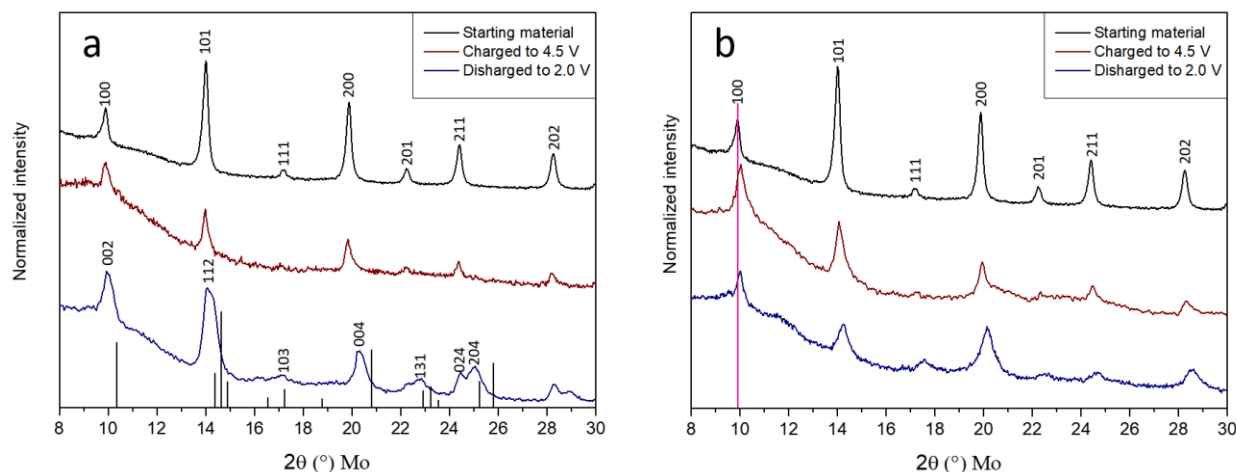 a
Starting material
Charged to 4.5 V
Disharged to 2.0 V
100
101
111
200
201
211
202
002
112
103
004
131
024
204
Normalized intensity
8 10 12 14 16 18 20 22 24 26 28 30
2θ (°) Mo
b
Starting material
Charged to 4.5 V
Disharged to 2.0 V
100
101
111
200
201
211
202
Normalized intensity
8 10 12 14 16 18 20 22 24 26 28 30
2θ (°) Mo